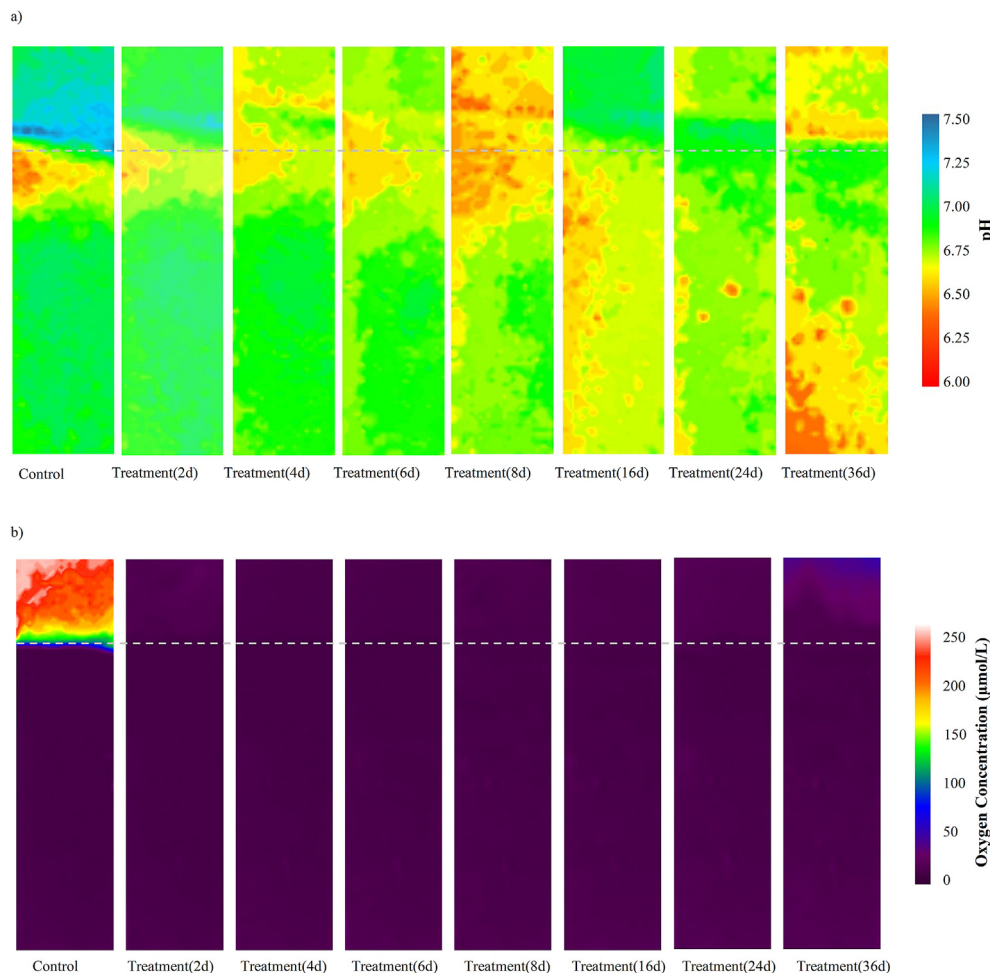 a)
7.50
7.25
7.00
6.75
6.50
6.25
6.00
pH
Control Treatment(2d) Treatment(4d) Treatment(6d) Treatment(8d) Treatment(16d) Treatment(24d) Treatment(36d)
b)
250
200
150
100
50
0
Oxygen Concentration (μmol/L)
Control Treatment(2d) Treatment(4d) Treatment(6d) Treatment(8d) Treatment(16d) Treatment(24d) Treatment(36d)